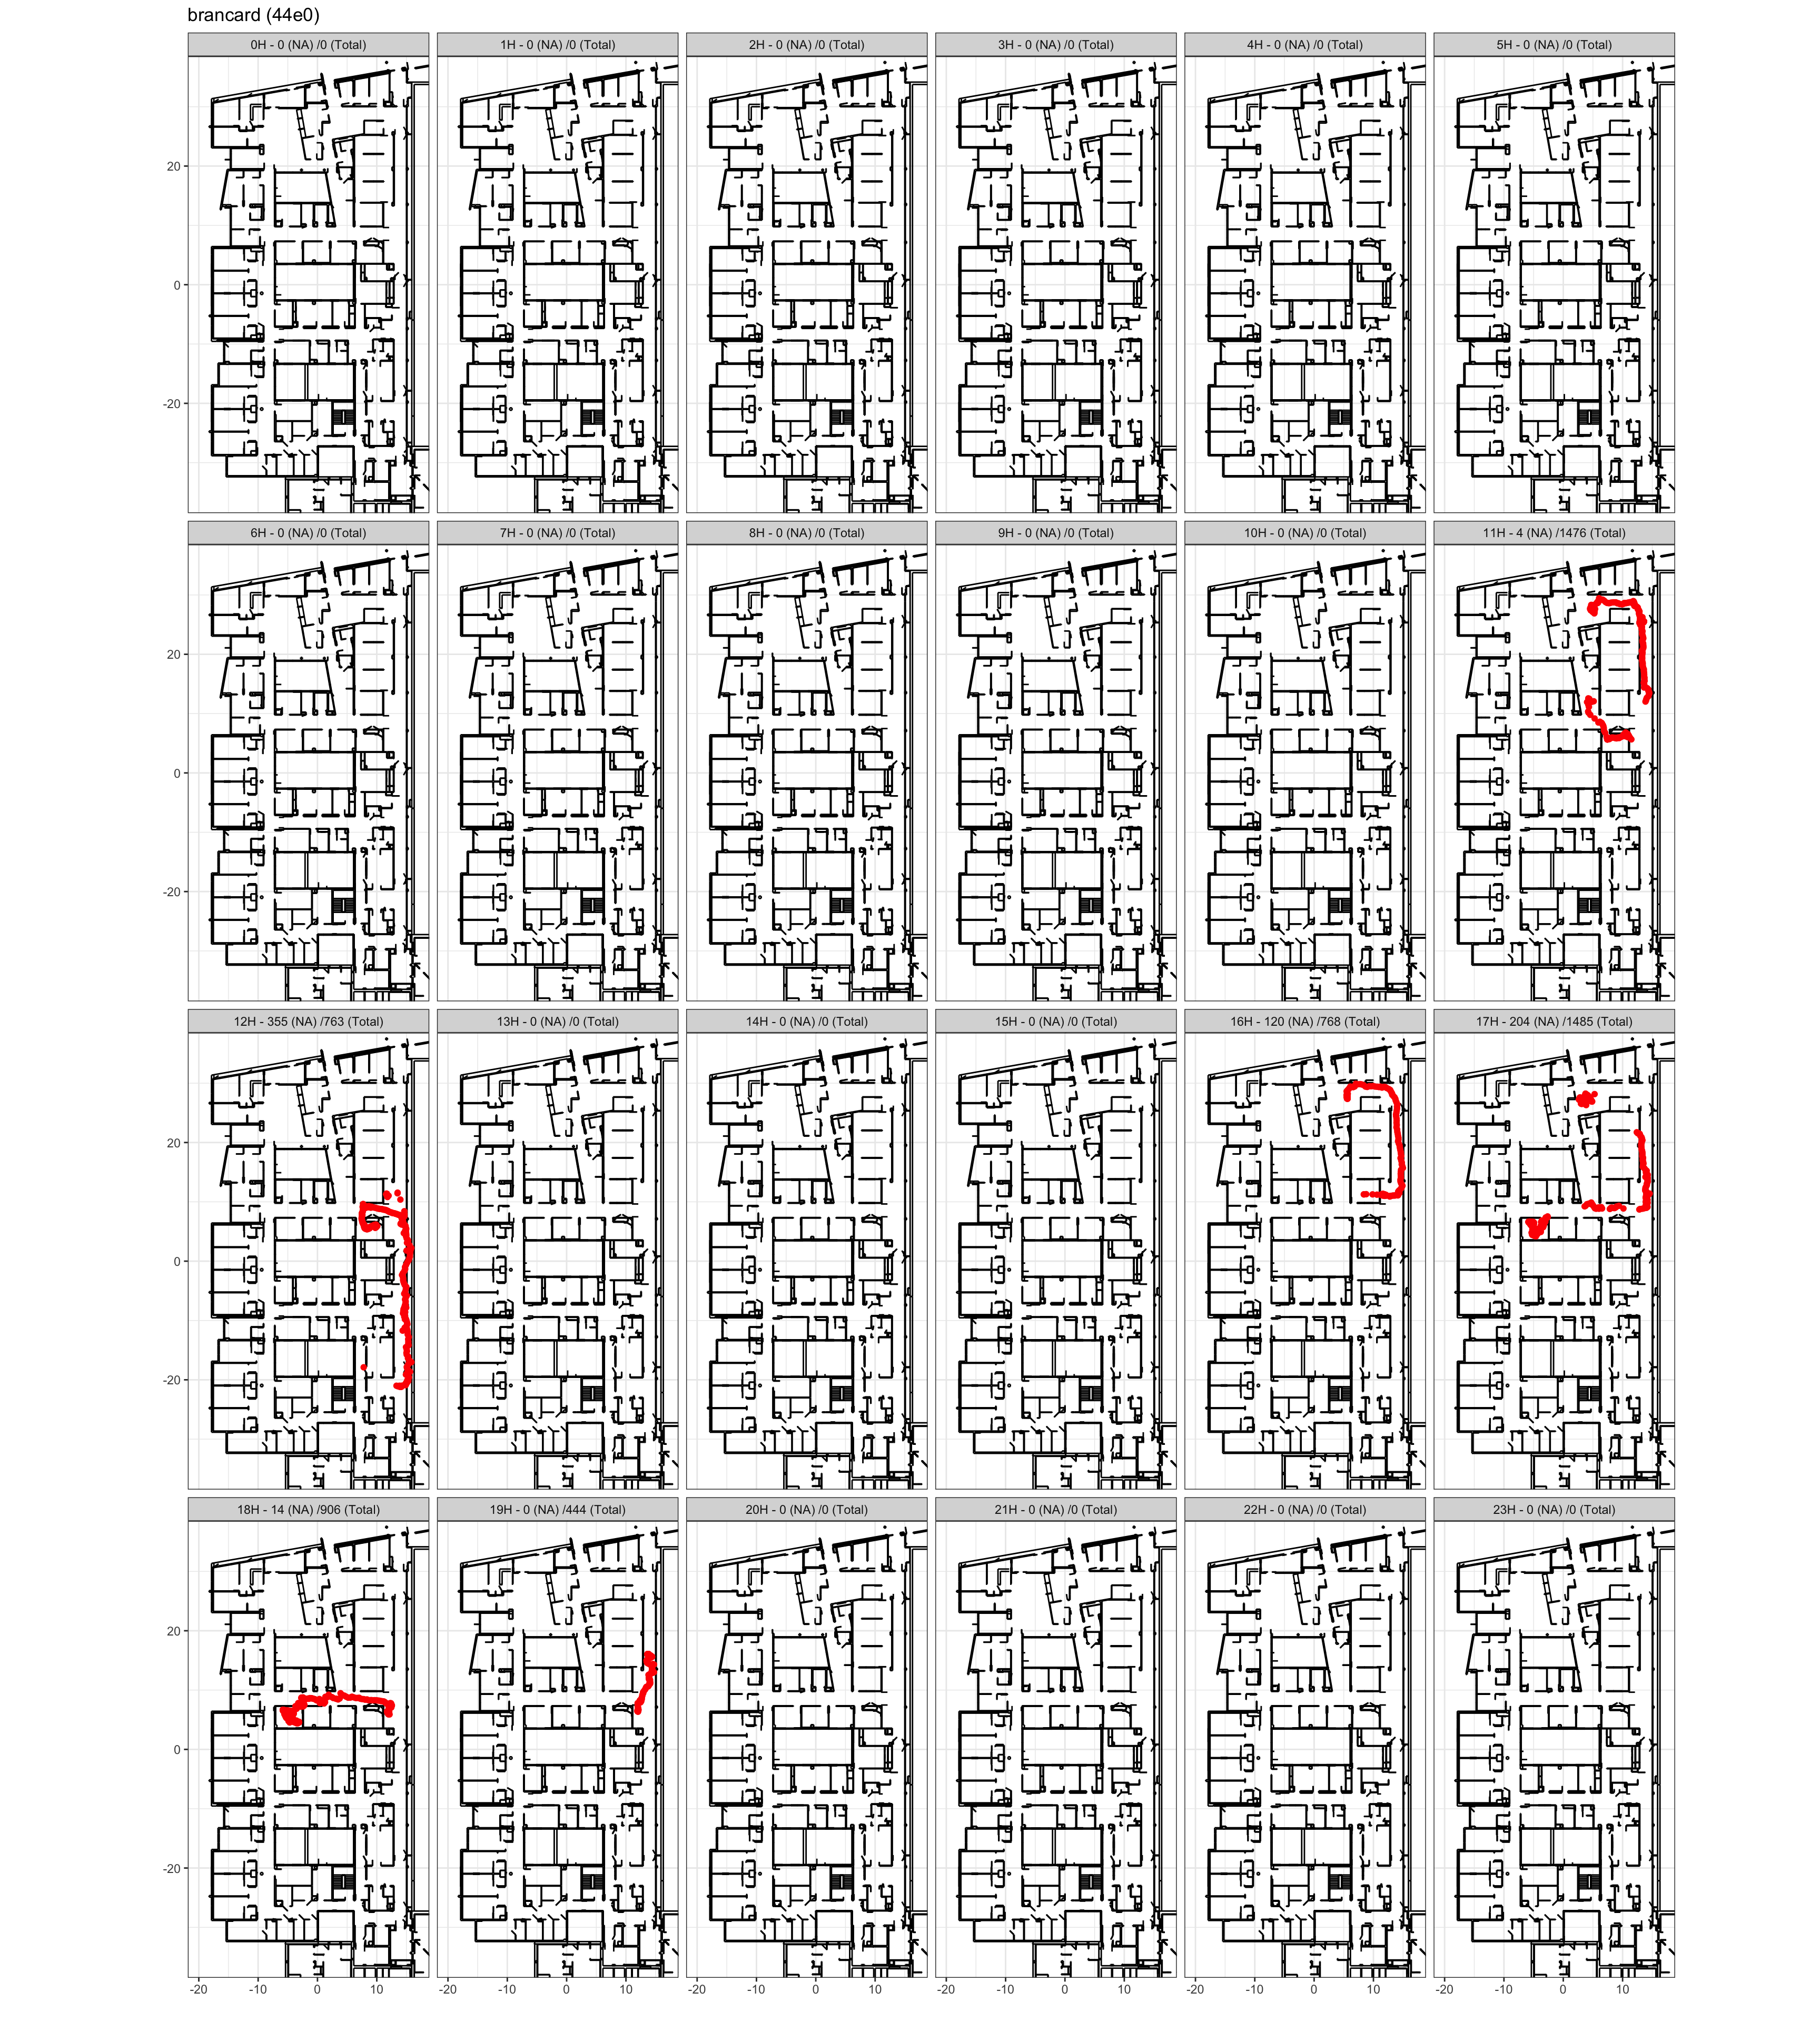 brancard (44e0)
0H - 0 (NA) /0 (Total)
1H - 0 (NA) /0 (Total)
2H - 0 (NA) /0 (Total)
3H - 0 (NA) /0 (Total)
4H - 0 (NA) /0 (Total)
5H - 0 (NA) /0 (Total)
20
0
-20
6H - 0 (NA) /0 (Total)
7H - 0 (NA) /0 (Total)
8H - 0 (NA) /0 (Total)
9H - 0 (NA) /0 (Total)
10H - 0 (NA) /0 (Total)
11H - 4 (NA) /1476 (Total)
20
0
-20
12H - 355 (NA) /763 (Total)
13H - 0 (NA) /0 (Total)
14H - 0 (NA) /0 (Total)
15H - 0 (NA) /0 (Total)
16H - 120 (NA) /768 (Total)
17H - 204 (NA) /1485 (Total)
20
0
-20
18H - 14 (NA) /906 (Total)
19H - 0 (NA) /444 (Total)
20H - 0 (NA) /0 (Total)
21H - 0 (NA) /0 (Total)
22H - 0 (NA) /0 (Total)
23H - 0 (NA) /0 (Total)
20
0
-20
-20 -10 0 10
-20 -10 0 10
-20 -10 0 10
-20 -10 0 10
-20 -10 0 10
-20 -10 0 10